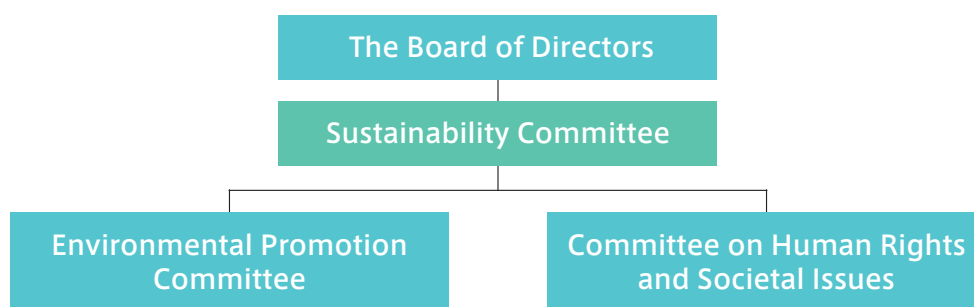 The Board of Directors
Sustainability Committee
Environmental Promotion
Committee
Committee on Human Rights
and Societal Issues